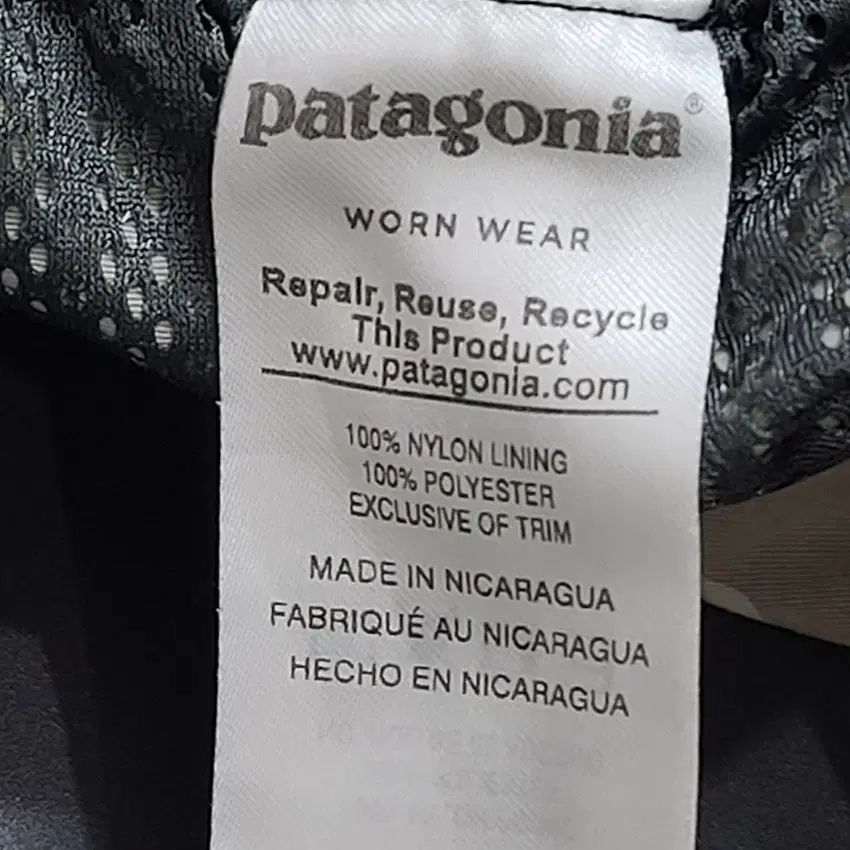 patagonia®
WORN WEAR
Repair, Reuse, Recycle
This Product
www.patagonia.com
100% NYLON LINING
100% POLYESTER
EXCLUSIVE OF TRIM
MADE IN NICARAGUA
FABRIQUÉ AU NICARAGUA
HECHO EN NICARAGUA